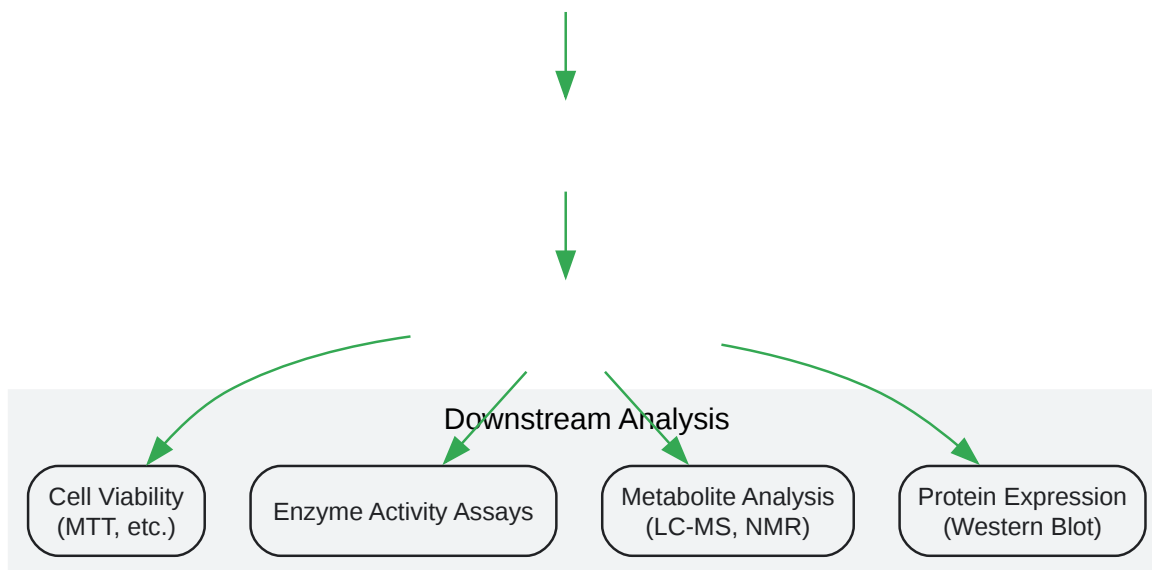 Downstream Analysis
Cell Viability
(MTT, etc.)
Enzyme Activity Assays
Metabolite Analysis
(LC-MS, NMR)
Protein Expression
(Western Blot)